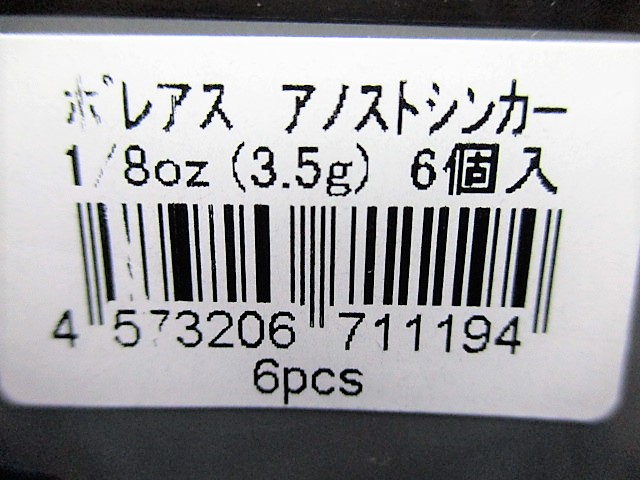 ボレアス　アノストシンカー
1/8oz (3.5g)　6個入
4 573206 711194
6pcs